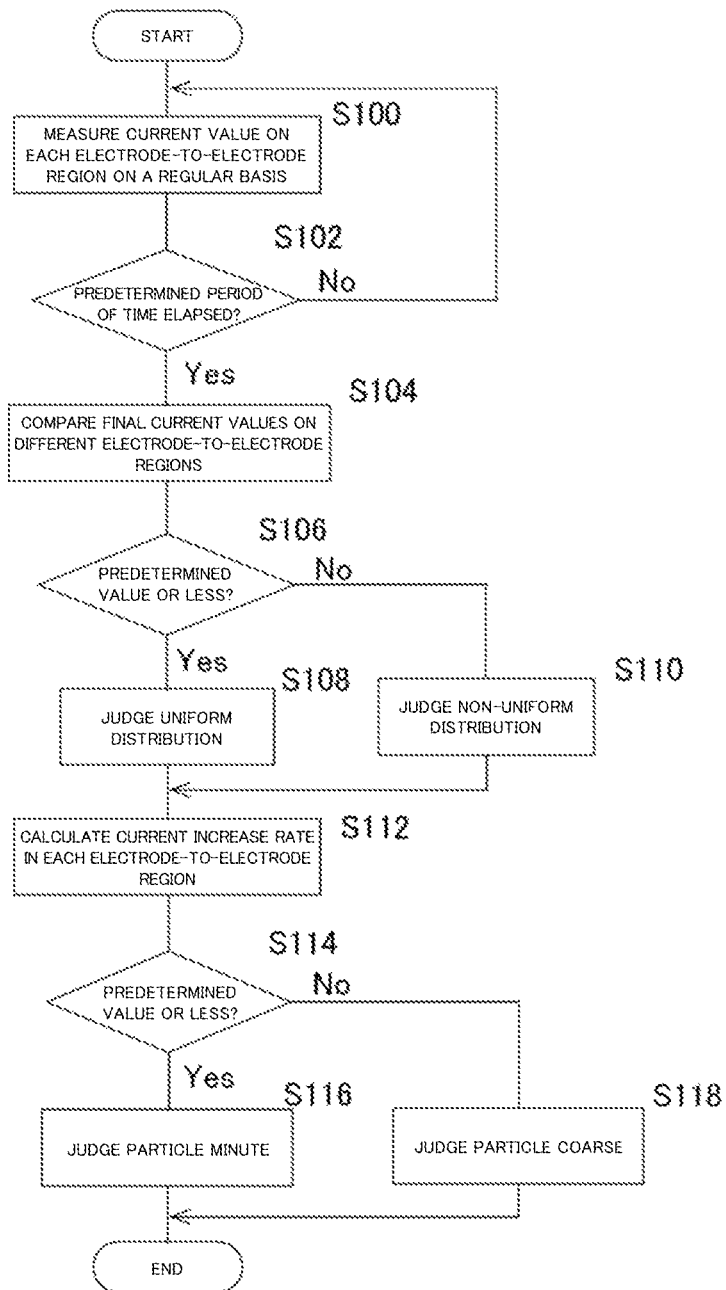 START
S100
MEASURE CURRENT VALUE ON
EACH ELECTRODE-TO-ELECTRODE
REGION ON A REGULAR BASIS
S102
PREDETERMINED PERIOD
OF TIME ELAPSED?
No
Yes
S104
COMPARE FINAL CURRENT VALUES ON
DIFFERENT ELECTRODE-TO-ELECTRODE
REGIONS
S106
PREDETERMINED
VALUE OR LESS?
No
Yes
S108
JUDGE UNIFORM
DISTRIBUTION
S110
JUDGE NON-UNIFORM
DISTRIBUTION
S112
CALCULATE CURRENT INCREASE RATE
IN EACH ELECTRODE-TO-ELECTRODE
REGION
S114
PREDETERMINED
VALUE OR LESS?
No
Yes
S116
JUDGE PARTICLE MINUTE
S118
JUDGE PARTICLE COARSE
END